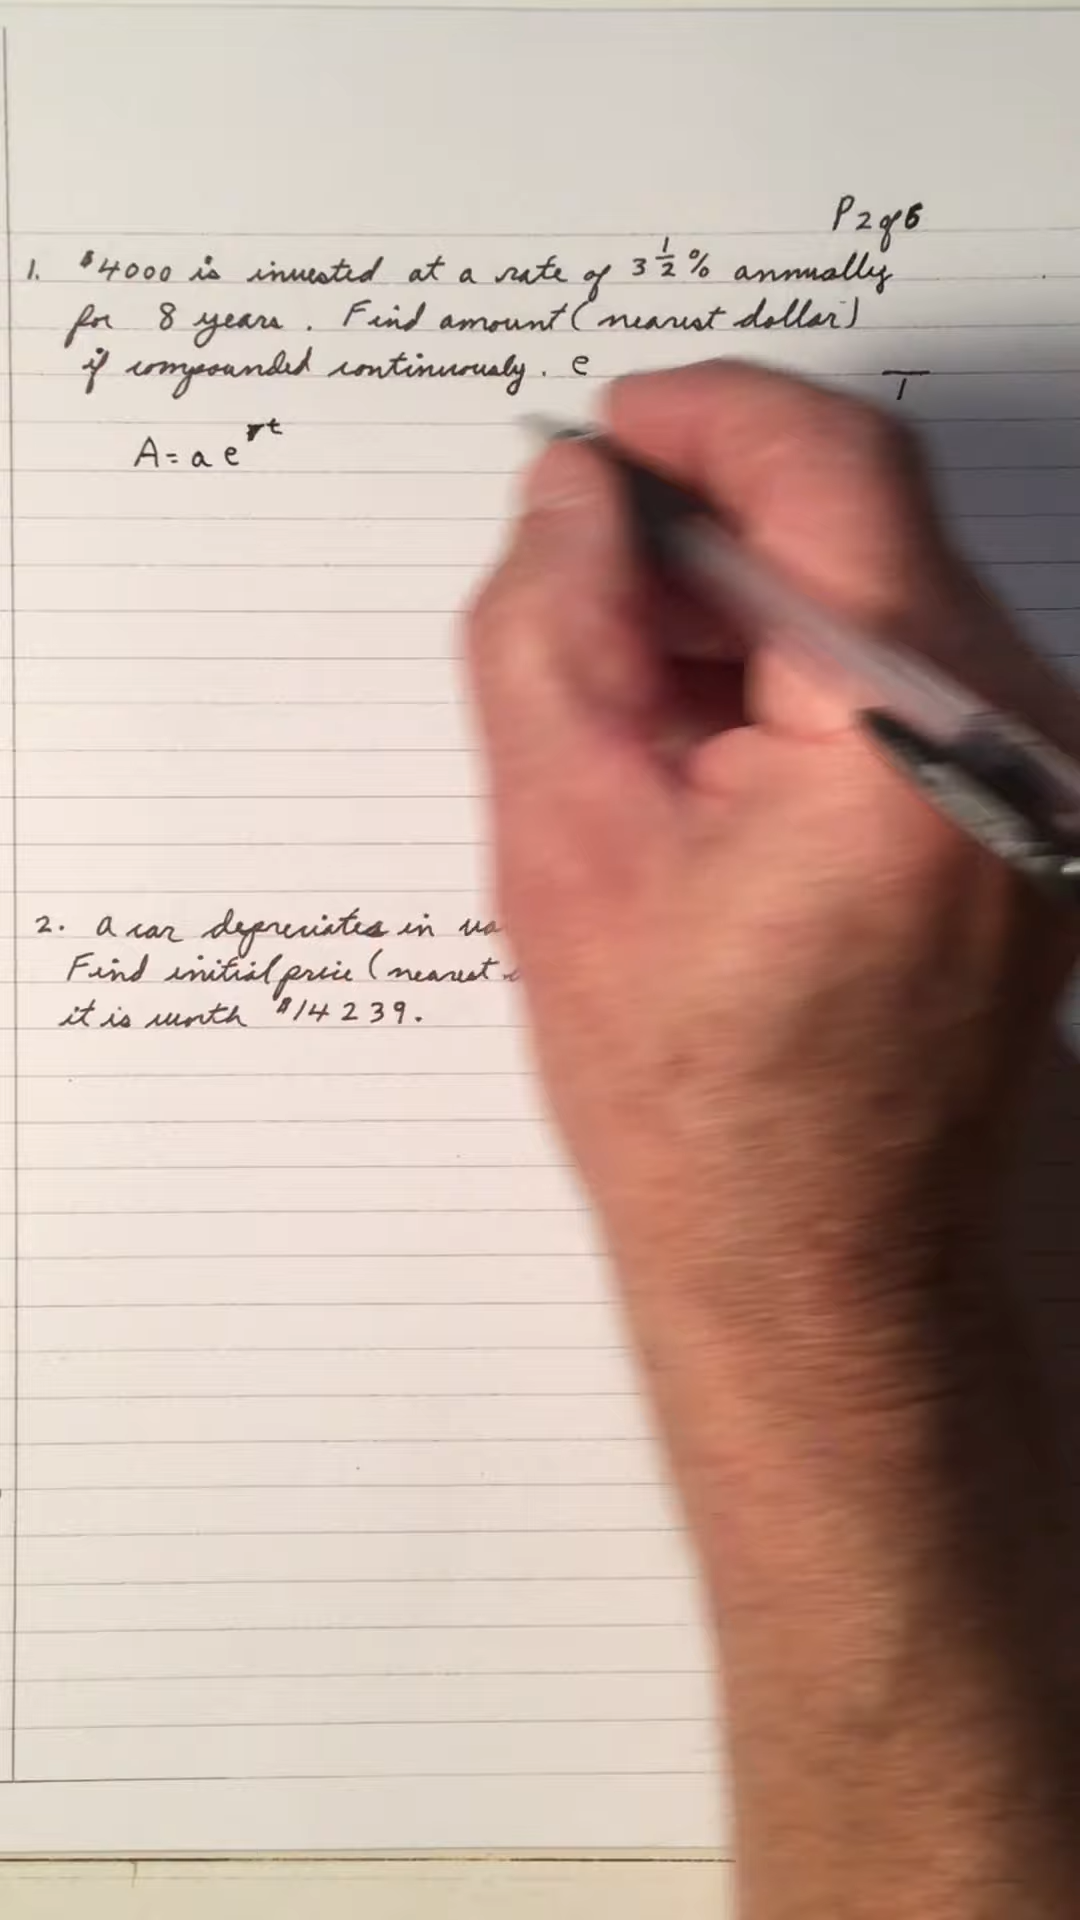 P 2 of 6
1. $4000 is invested at a rate of 3 1/2 % annually
for 8 years. Find amount (nearest dollar)
if compounded continuously. e
A = a e^rt
2. A car depreciates in
Find initial price (nearest
it is worth $14239.